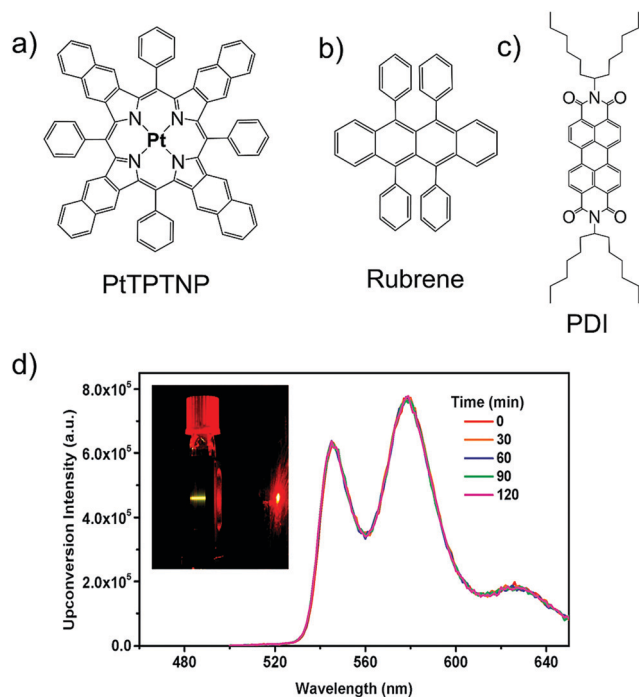 a)
b)
c)
N
N
Pt
N
N
PtTPTNP
Rubrene
O
N
O
O
N
O
PDI
d)
Upconversion Intensity (a.u.)
8.0x10⁵
6.0x10⁵
4.0x10⁵
2.0x10⁵
0.0
Time (min)
0
30
60
90
120
480
520
560
600
640
Wavelength (nm)